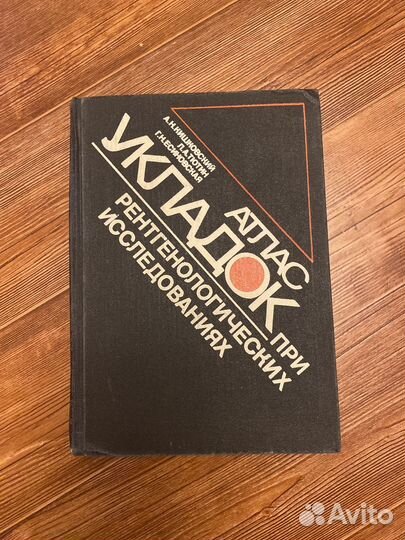 А.Н.КИШКОВСКИЙ
Л.А.ТЮТИН
Г.Н.ЕСИНОВСКАЯ
АТЛАС
УКЛАДОК
ПРИ
РЕНТГЕНОЛОГИЧЕСКИХ
ИССЛЕДОВАНИЯХ
Avito